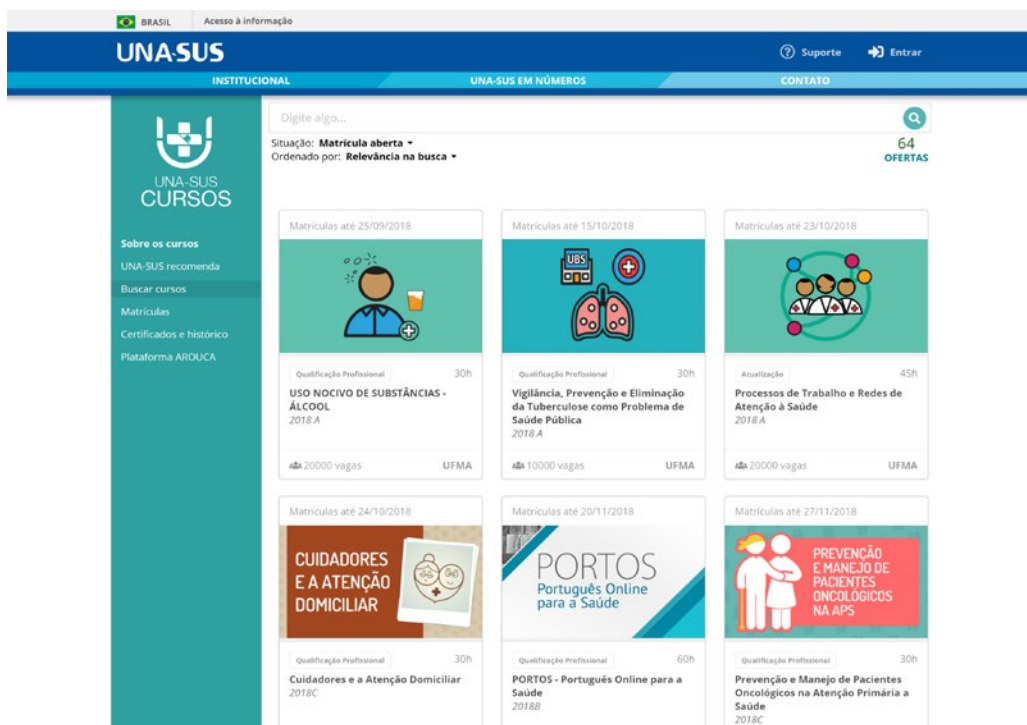 BRASIL Acesso à informação
UNA-SUS
Suporte Entrar
INSTITUCIONAL UNA-SUS EM NÚMEROS CONTATO
UNA-SUS
CURSOS
Sobre os cursos
UNA-SUS recomenda
Buscar cursos
Matrículas
Certificados e histórico
Plataforma AROUCA
Digite algo...
Situação: Matrícula aberta
Ordenado por: Relevância na busca
64
OFERTAS
Matrículas até 25/09/2018
Qualificação Profissional 30h
USO NOCIVO DE SUBSTÂNCIAS -
ÁLCOOL
2018 A
20000 vagas UFMA
Matrículas até 15/10/2018
UBS
Qualificação Profissional 30h
Vigilância, Prevenção e Eliminação
da Tuberculose como Problema de
Saúde Pública
2018 A
10000 vagas UFMA
Matrículas até 23/10/2018
Atualização 45h
Processos de Trabalho e Redes de
Atenção à Saúde
2018 A
20000 vagas UFMA
Matrículas até 24/10/2018
CUIDADORES
E A ATENÇÃO
DOMICILIAR
Qualificação Profissional 30h
Cuidadores e a Atenção Domiciliar
2018C
Matrículas até 20/11/2018
PORTOS
Português Online
para a Saúde
Qualificação Profissional 60h
PORTOS - Português Online para a
Saúde
2018B
Matrículas até 27/11/2018
PREVENÇÃO
E MANEJO DE
PACIENTES
ONCOLÓGICOS
NA APS
Qualificação Profissional 30h
Prevenção e Manejo de Pacientes
Oncológicos na Atenção Primária a
Saúde
2018C